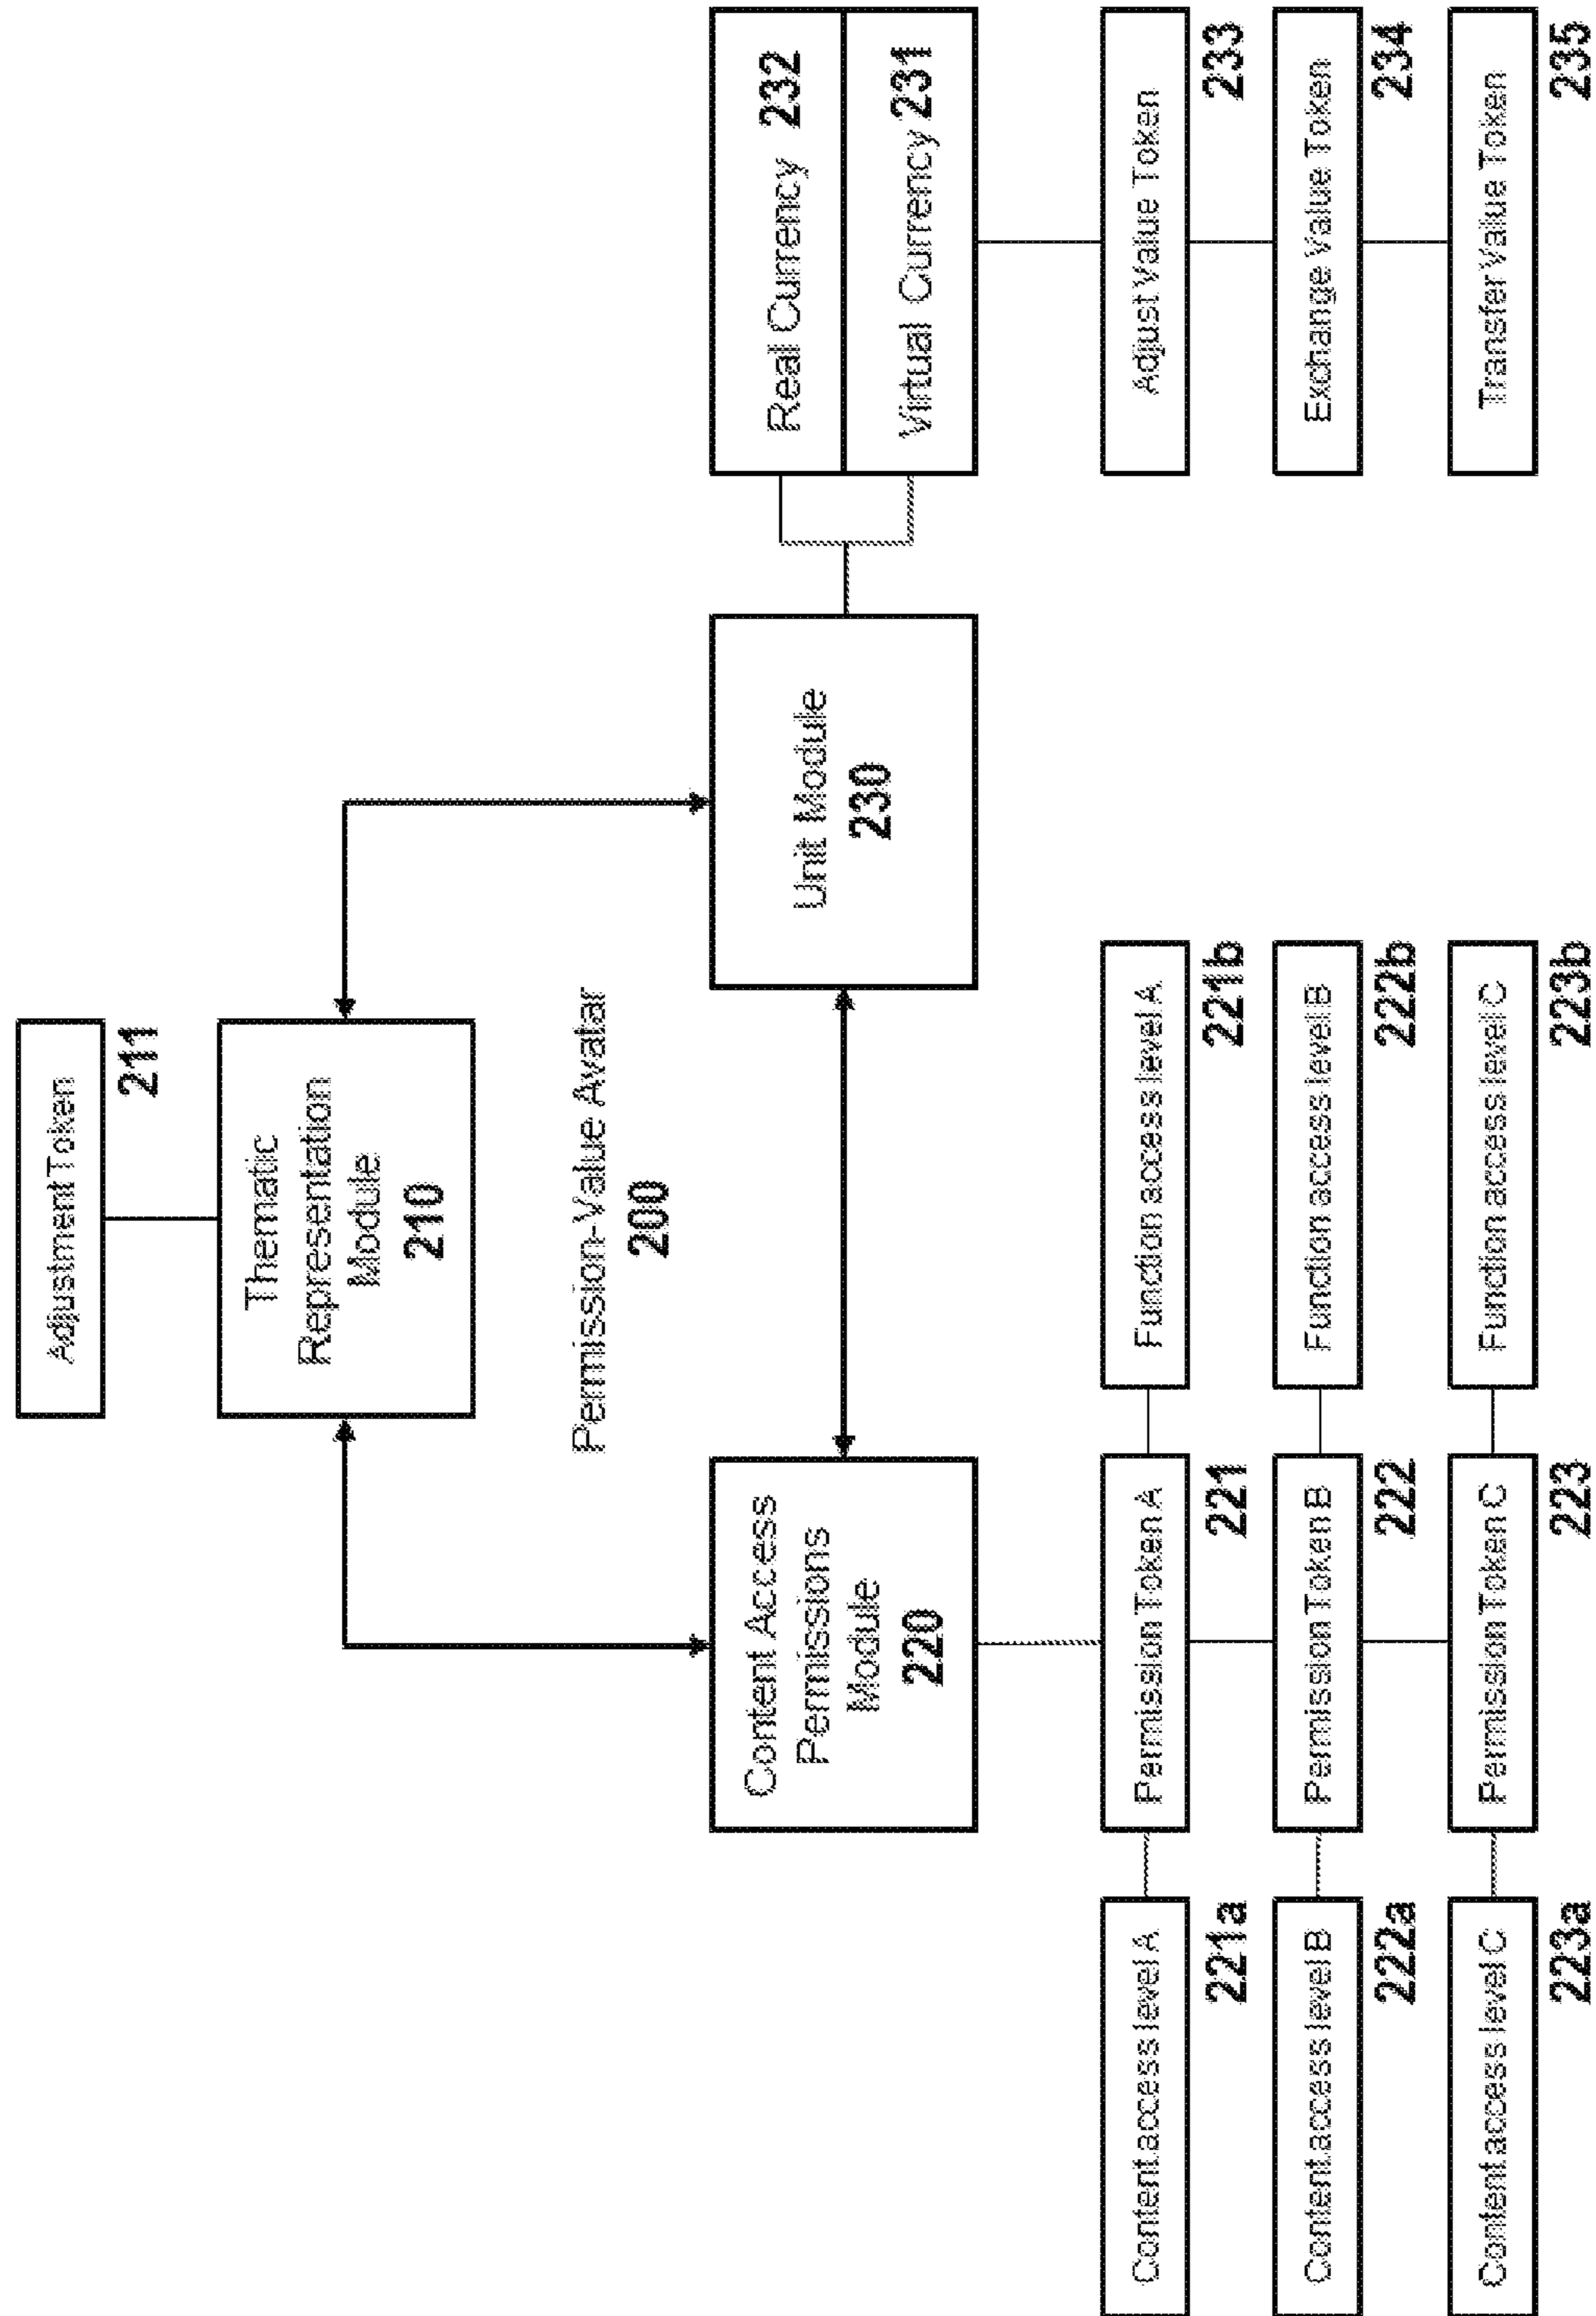 Adjustment Token
211
Thematic
Representation
Module
210
Permission-Value Avatar
200
Content Access
Permissions
Module
220
Unit Module
230
Real Currency 232
Virtual Currency 231
Content access level A
221a
Permission Token A
221
Function access level A
221b
Adjust Value Token
233
Content access level B
222a
Permission Token B
222
Function access level B
222b
Exchange Value Token
234
Content access level C
223a
Permission Token C
223
Function access level C
223b
Transfer Value Token
235